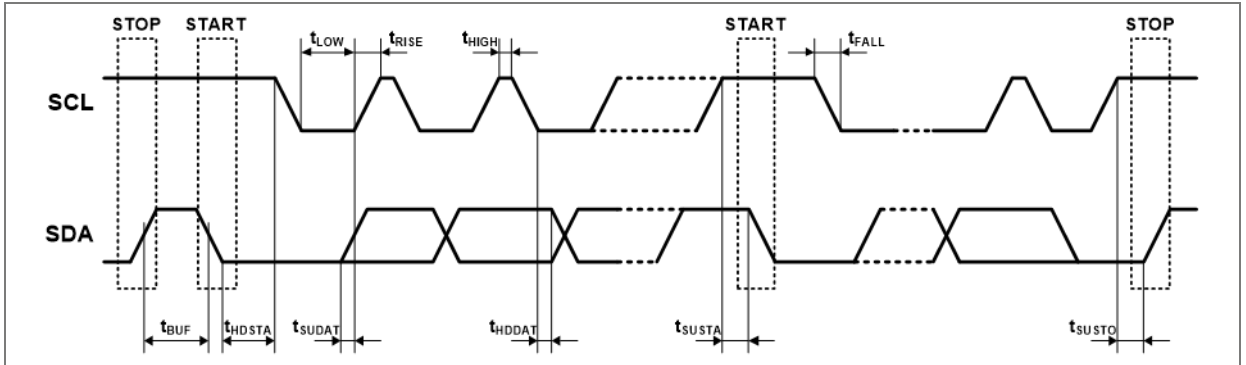 STOP START START STOP
tLOW tRISE tHIGH tFALL
SCL
SDA
tBUF tHDSTA tSUDAT tHDDAT tSUSTA tSUSTO